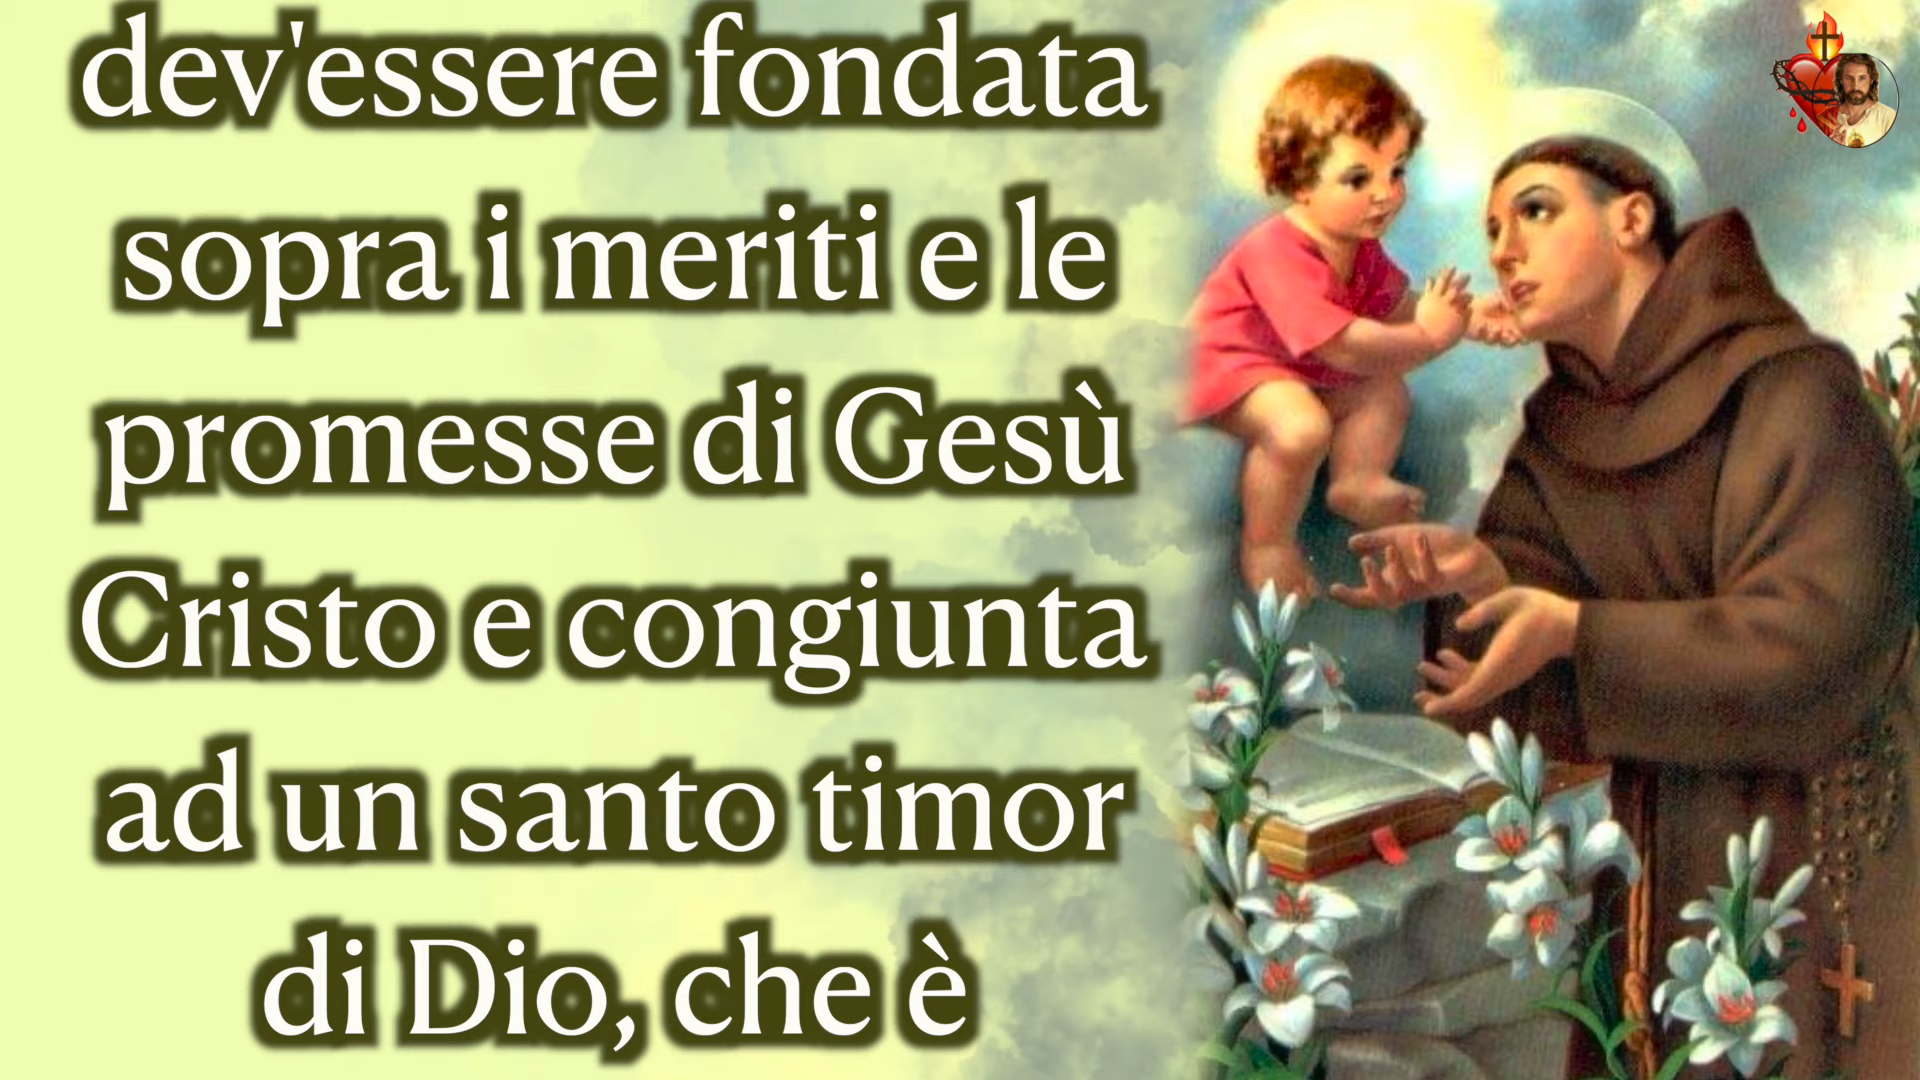 dev'essere fondata
sopra i meriti e le
promesse di Gesù
Cristo e congiunta
ad un santo timor
di Dio, che è